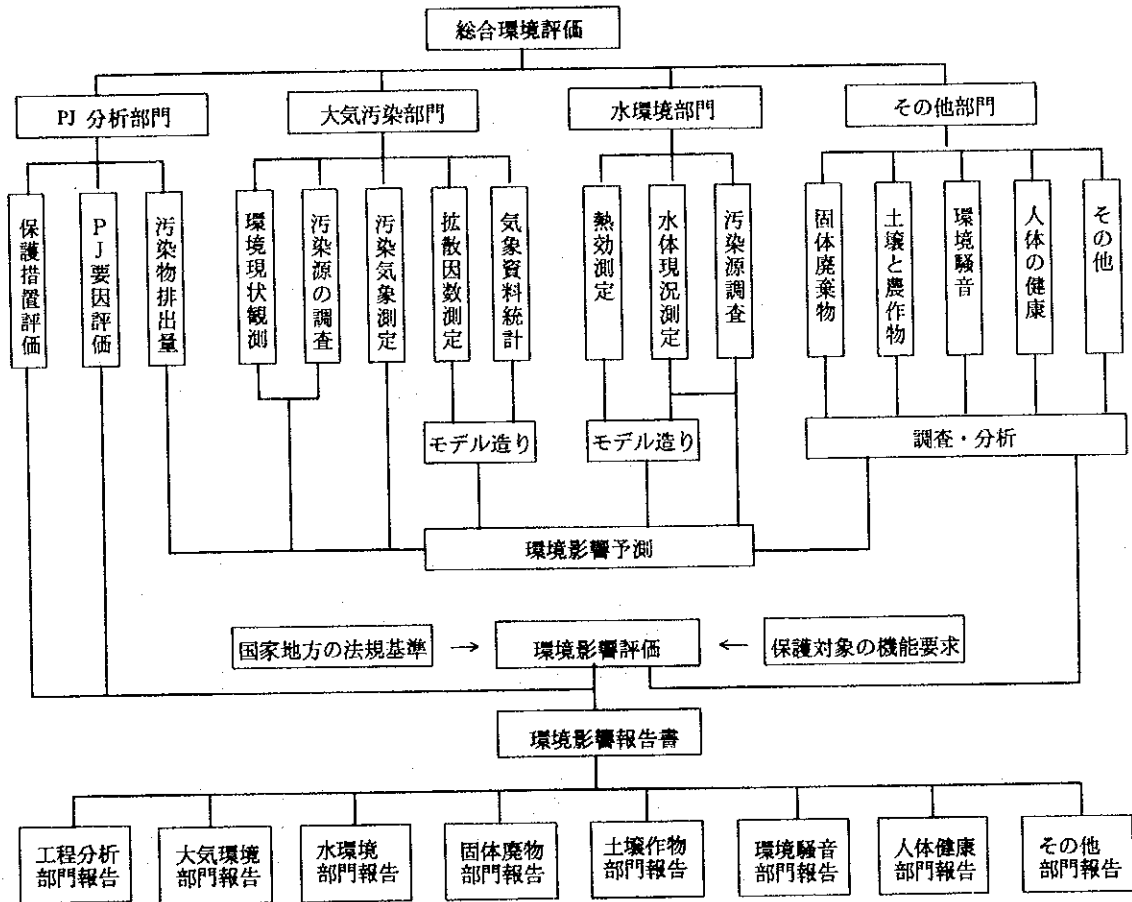 総合環境評価
PJ 分析部門
大気汚染部門
水環境部門
その他部門
保護措置評価
PJ要因評価
汚染物排出量
環境現状観測
汚染源の調査
汚染気象測定
拡散因数測定
気象資料統計
熱効測定
水体現況測定
汚染源調査
固体廃棄物
土壌と農作物
環境騒音
人体の健康
その他
モデル造り
モデル造り
調査・分析
環境影響予測
国家地方の法規基準
→
環境影響評価
←
保護対象の機能要求
環境影響報告書
工程分析
部門報告
大気環境
部門報告
水環境
部門報告
固体廃物
部門報告
土壌作物
部門報告
環境騒音
部門報告
人体健康
部門報告
その他
部門報告